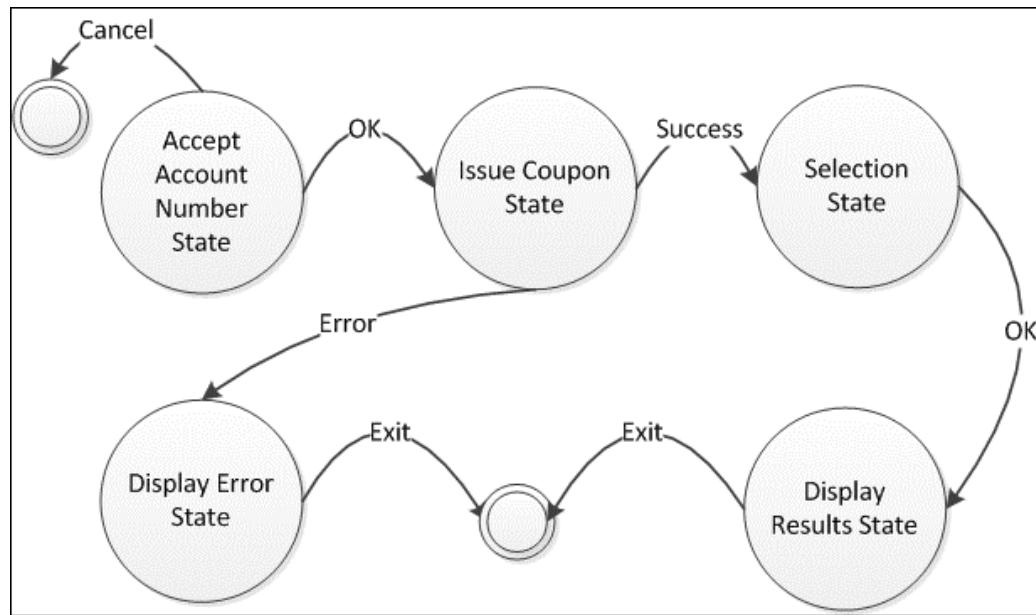 Cancel
Accept
Account
Number
State
OK
Issue Coupon
State
Success
Selection
State
OK
Error
Display Error
State
Exit
Exit
Display
Results State